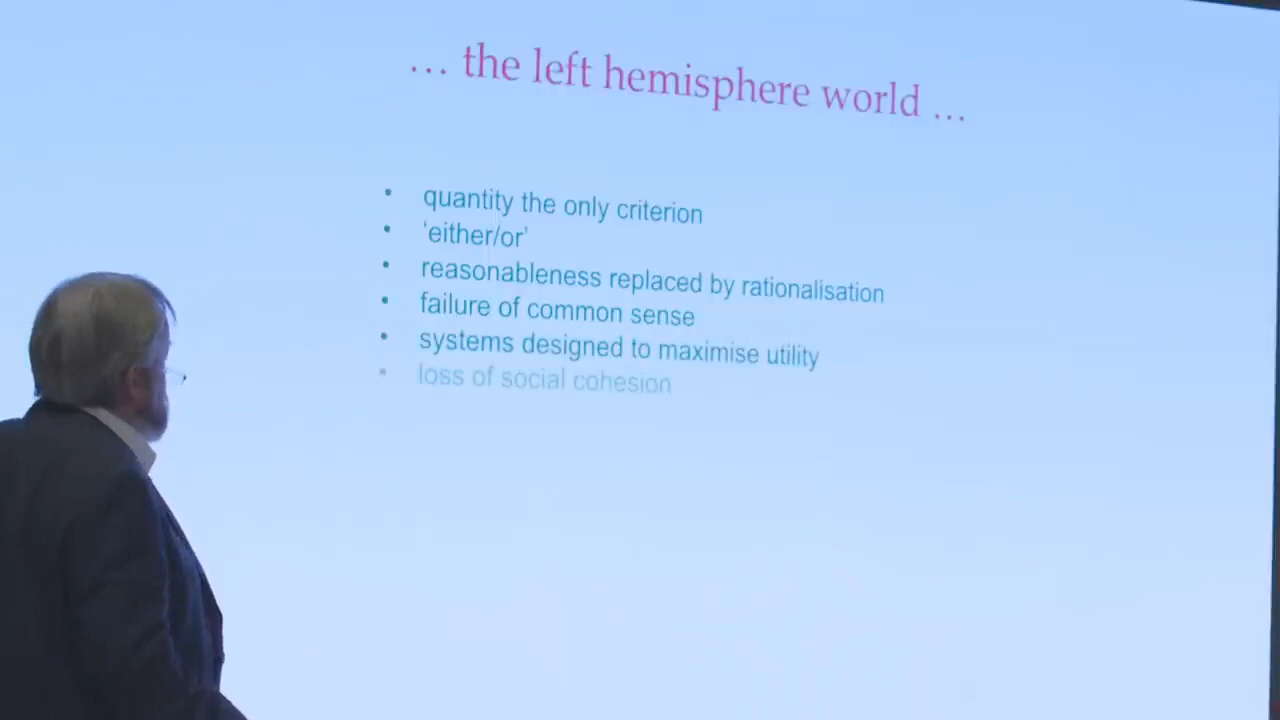 … the left hemisphere world …
• quantity the only criterion
• ‘either/or’
• reasonableness replaced by rationalisation
• failure of common sense
• systems designed to maximise utility
• loss of social cohesion